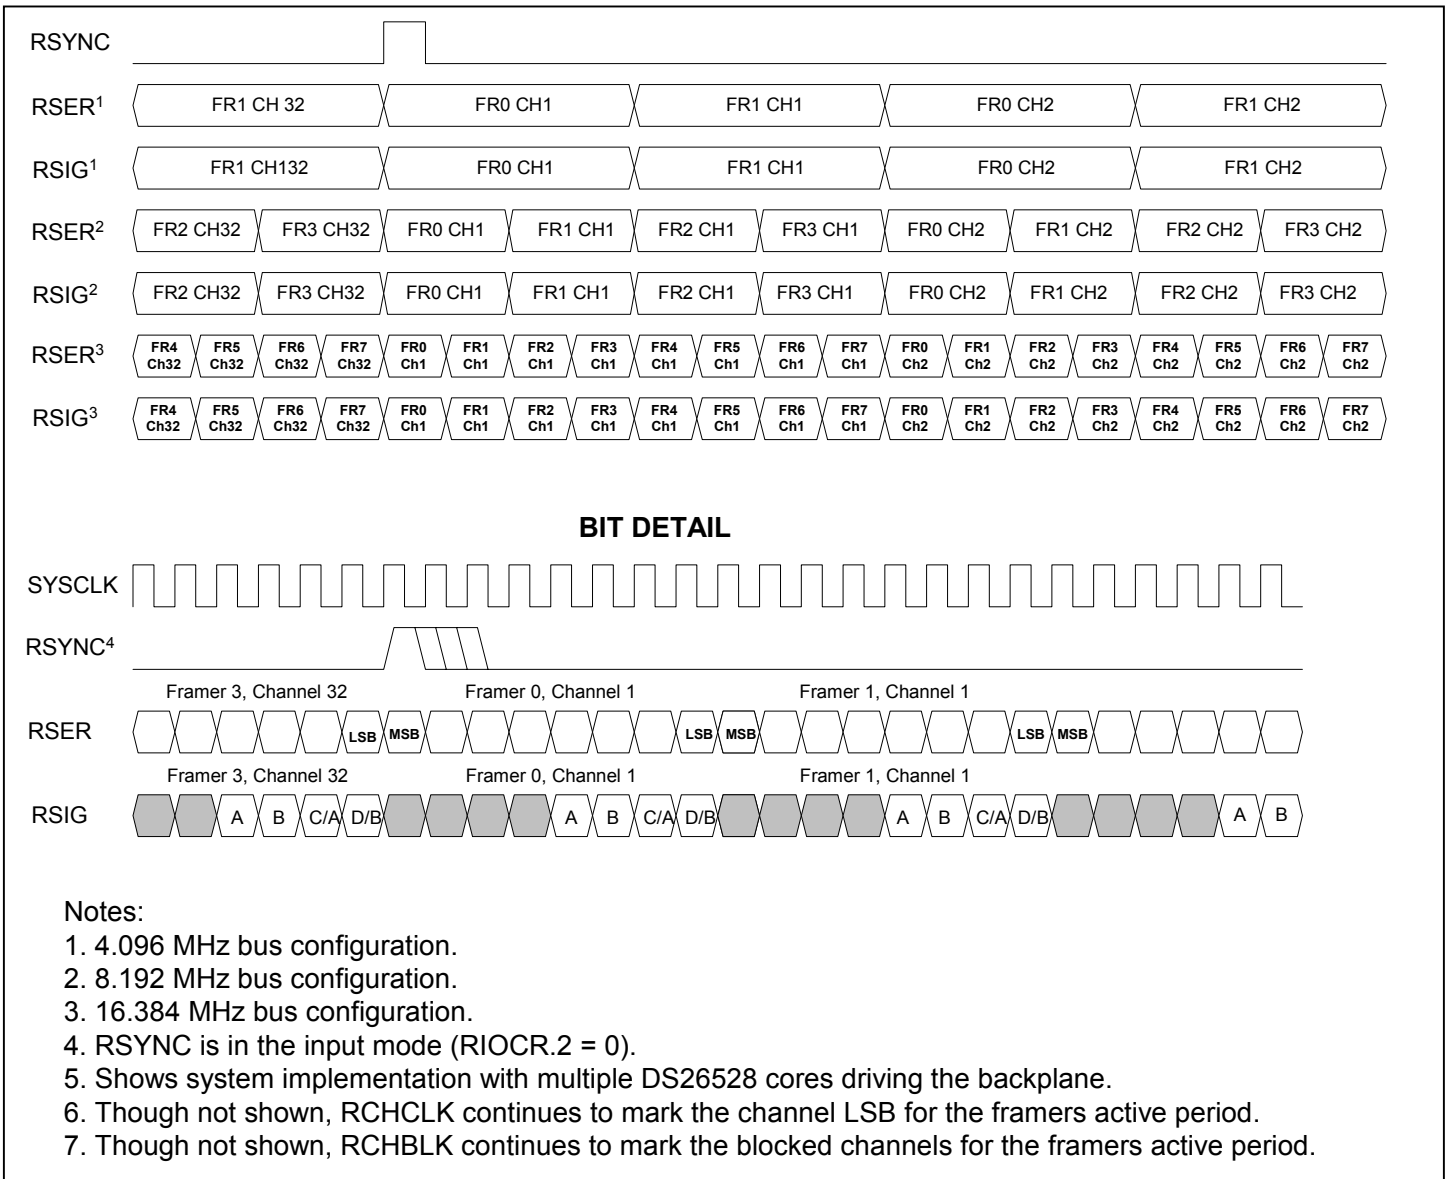 RSYNC
RSER1 FR1 CH 32 FR0 CH1 FR1 CH1 FR0 CH2 FR1 CH2
RSIG1 FR1 CH132 FR0 CH1 FR1 CH1 FR0 CH2 FR1 CH2
RSER2 FR2 CH32 FR3 CH32 FR0 CH1 FR1 CH1 FR2 CH1 FR3 CH1 FR0 CH2 FR1 CH2 FR2 CH2 FR3 CH2
RSIG2 FR2 CH32 FR3 CH32 FR0 CH1 FR1 CH1 FR2 CH1 FR3 CH1 FR0 CH2 FR1 CH2 FR2 CH2 FR3 CH2
RSER3 FR4 Ch32 FR5 Ch32 FR6 Ch32 FR7 Ch32 FR0 Ch1 FR1 Ch1 FR2 Ch1 FR3 Ch1 FR4 Ch1 FR5 Ch1 FR6 Ch1 FR7 Ch1 FR0 Ch2 FR1 Ch2 FR2 Ch2 FR3 Ch2 FR4 Ch2 FR5 Ch2 FR6 Ch2 FR7 Ch2
RSIG3 FR4 Ch32 FR5 Ch32 FR6 Ch32 FR7 Ch32 FR0 Ch1 FR1 Ch1 FR2 Ch1 FR3 Ch1 FR4 Ch1 FR5 Ch1 FR6 Ch1 FR7 Ch1 FR0 Ch2 FR1 Ch2 FR2 Ch2 FR3 Ch2 FR4 Ch2 FR5 Ch2 FR6 Ch2 FR7 Ch2
BIT DETAIL
SYSCLK
RSYNC4
Framer 3, Channel 32 Framer 0, Channel 1 Framer 1, Channel 1
RSER LSB MSB LSB MSB LSB MSB
Framer 3, Channel 32 Framer 0, Channel 1 Framer 1, Channel 1
RSIG A B C/A D/B A B C/A D/B A B C/A D/B A B
Notes:
1. 4.096 MHz bus configuration.
2. 8.192 MHz bus configuration.
3. 16.384 MHz bus configuration.
4. RSYNC is in the input mode (RIOCR.2 = 0).
5. Shows system implementation with multiple DS26528 cores driving the backplane.
6. Though not shown, RCHCLK continues to mark the channel LSB for the framers active period.
7. Though not shown, RCHBLK continues to mark the blocked channels for the framers active period.